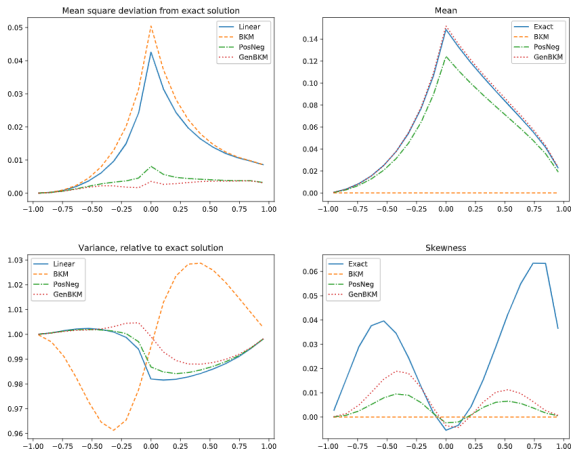 Mean square deviation from exact solution
Linear
BKM
PosNeg
GenBKM
0.05
0.04
0.03
0.02
0.01
0.00
−1.00 −0.75 −0.50 −0.25 0.00 0.25 0.50 0.75 1.00
Mean
Exact
BKM
PosNeg
GenBKM
0.14
0.12
0.10
0.08
0.06
0.04
0.02
0.00
−1.00 −0.75 −0.50 −0.25 0.00 0.25 0.50 0.75 1.00
Variance, relative to exact solution
Linear
BKM
PosNeg
GenBKM
1.03
1.02
1.01
1.00
0.99
0.98
0.97
0.96
−1.00 −0.75 −0.50 −0.25 0.00 0.25 0.50 0.75 1.00
Skewness
Exact
BKM
PosNeg
GenBKM
0.06
0.05
0.04
0.03
0.02
0.01
0.00
−1.00 −0.75 −0.50 −0.25 0.00 0.25 0.50 0.75 1.00